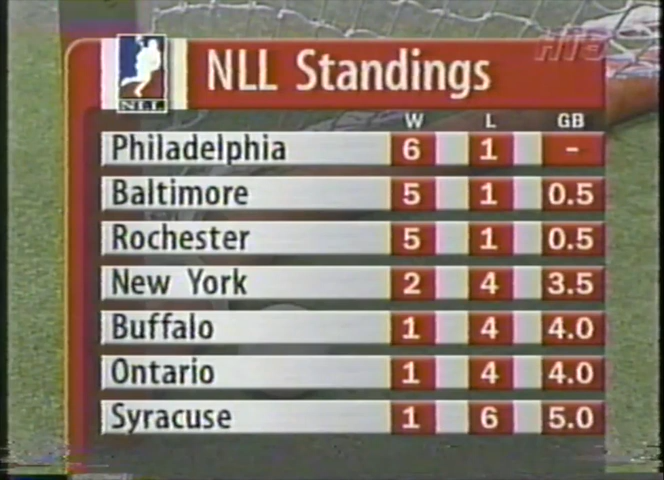 HTS
NLL Standings
NLL
W L GB
Philadelphia 6 1 -
Baltimore 5 1 0.5
Rochester 5 1 0.5
New York 2 4 3.5
Buffalo 1 4 4.0
Ontario 1 4 4.0
Syracuse 1 6 5.0